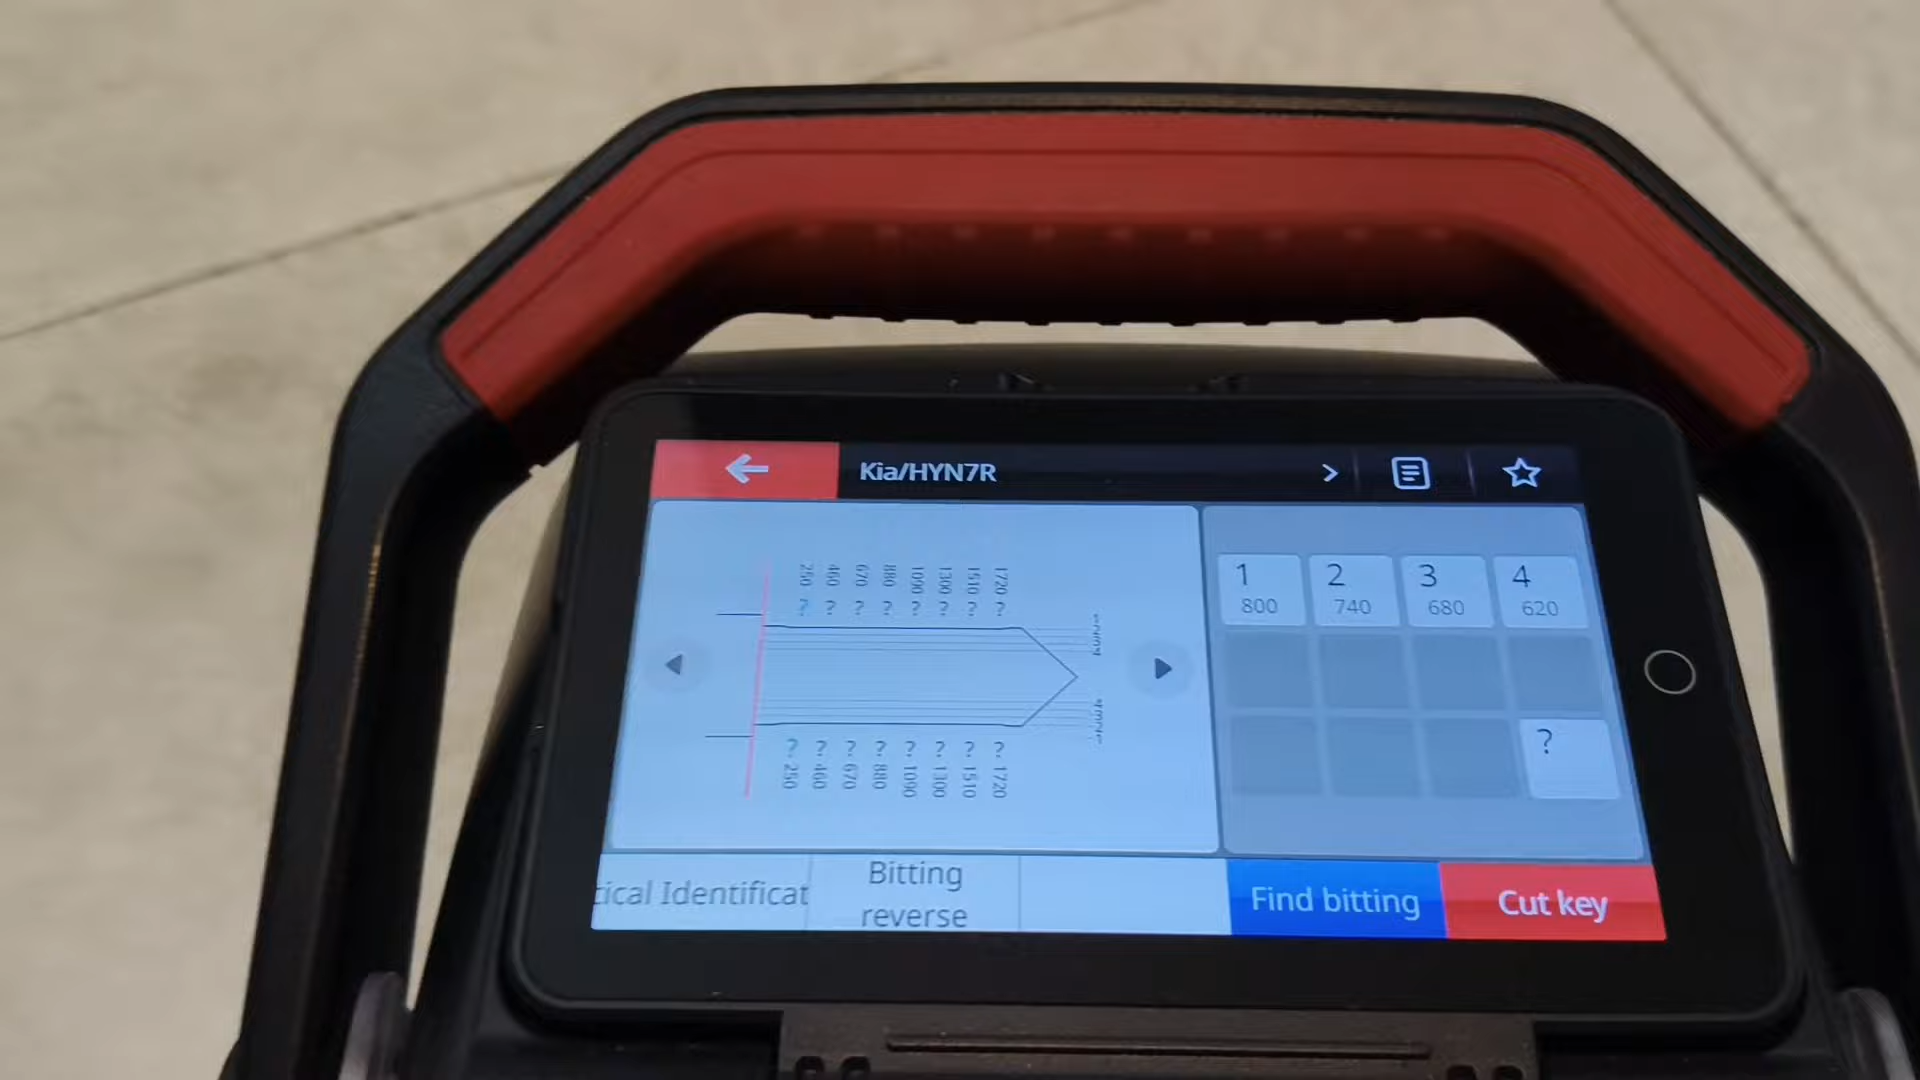 Kia/HYN7R
250 460 670 880 1090 1300 1510 1720
? ? ? ? ? ? ? ?
? ? ? ? ? ? ? ?
250 460 670 880 1090 1300 1510 1720
1 2 3 4
800 740 680 620
?
tical Identificat
Bitting
reverse
Find bitting
Cut key